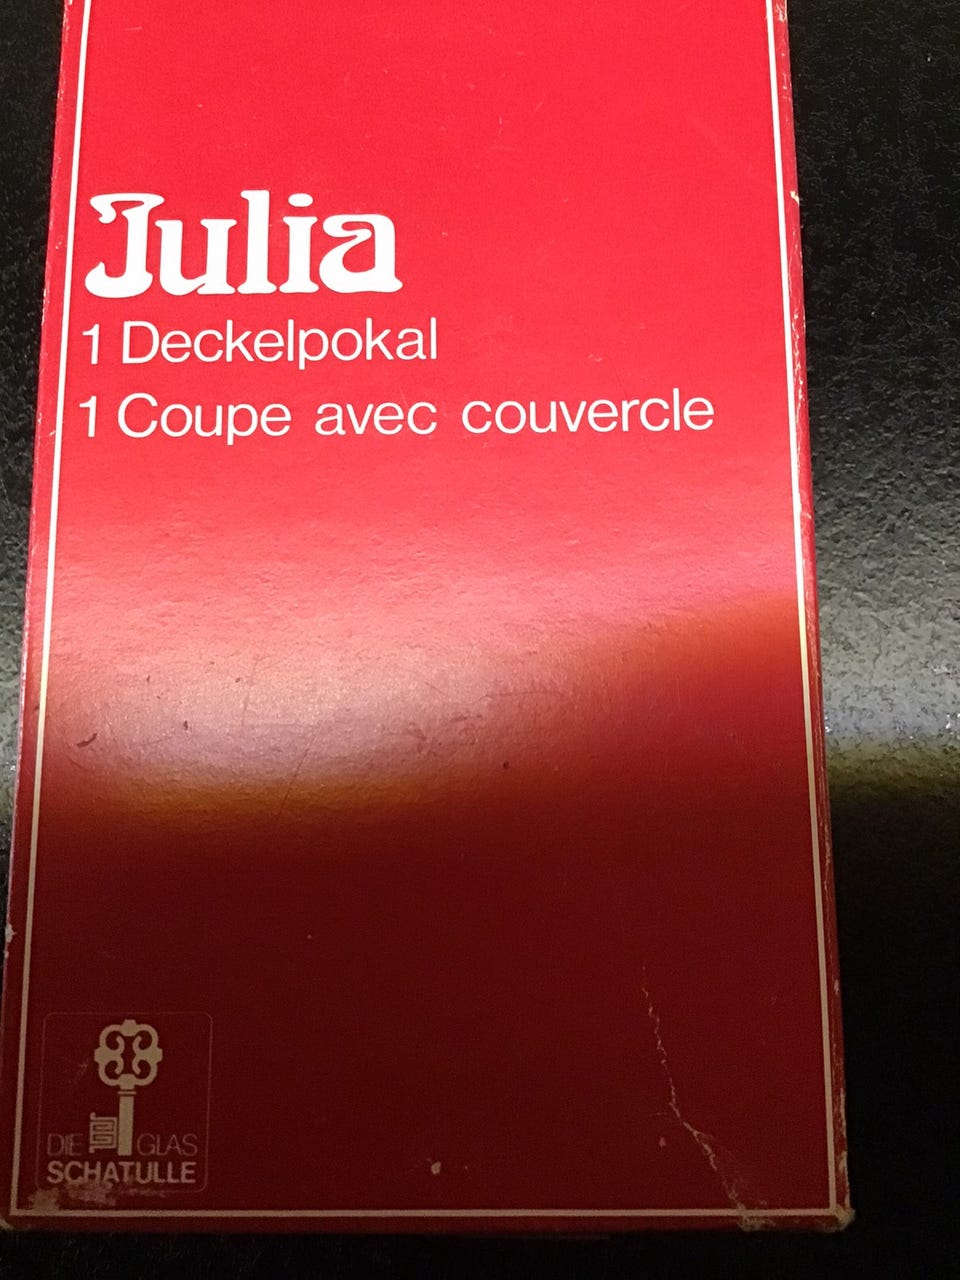 Julia
1 Deckelpokal
1 Coupe avec couvercle
DIE GLAS
SCHATULLE